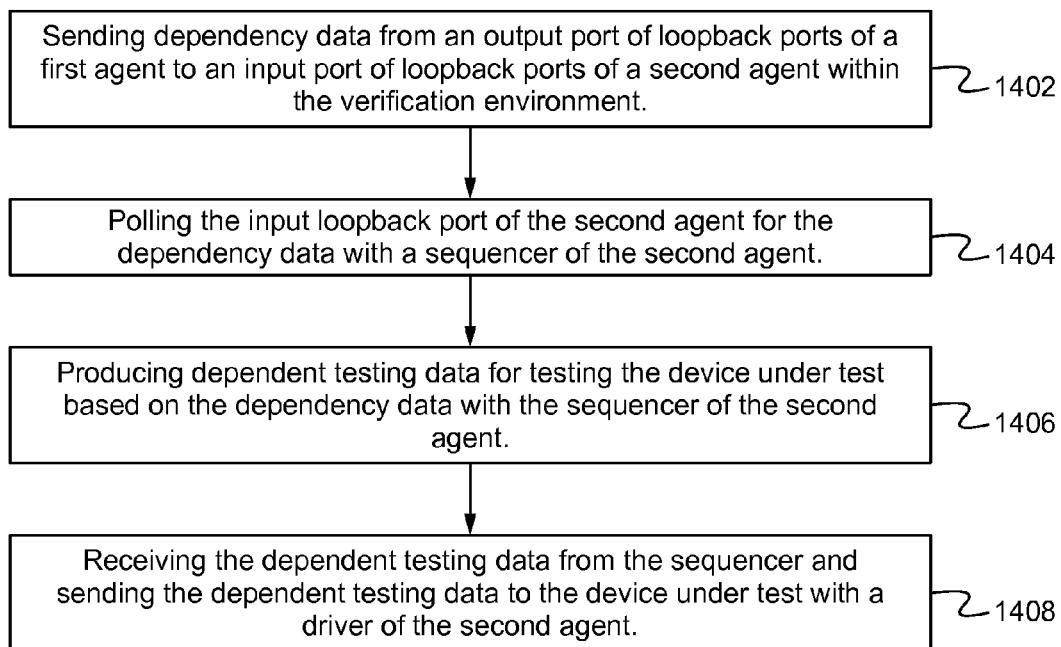 Sending dependency data from an output port of loopback ports of a
first agent to an input port of loopback ports of a second agent within
the verification environment.
1402
Polling the input loopback port of the second agent for the
dependency data with a sequencer of the second agent.
1404
Producing dependent testing data for testing the device under test
based on the dependency data with the sequencer of the second
agent.
1406
Receiving the dependent testing data from the sequencer and
sending the dependent testing data to the device under test with a
driver of the second agent.
1408